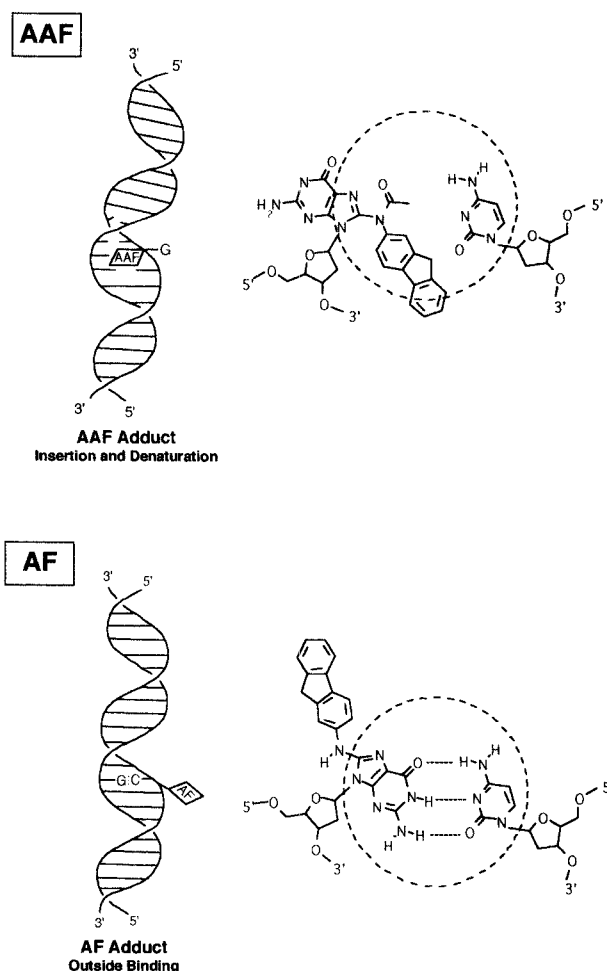 AAF
3' 5'
AAF G
3' 5'
AAF Adduct
Insertion and Denaturation
O
N N O
H2N N N N
O
5' O
O 3'
H
H-N
N 5'
O N O
O
O
3'
AF
3' 5'
G:C
AF
3' 5'
AF Adduct
Outside Binding
H
N N O H-N
H N N-H N 5'
O N N-H O N O
5' O H O
O 3' O
3'